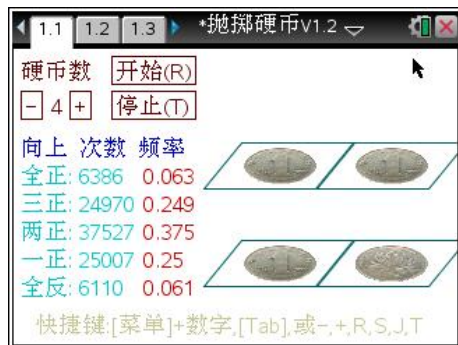 1.1 1.2 1.3 *抛掷硬币V1.2
硬币数 开始(R)
- 4 + 停止(T)
向上 次数 频率
全正: 6386 0.063
三正: 24970 0.249
两正: 37527 0.375
一正: 25007 0.25
全反: 6110 0.061
快捷键:[菜单]+数字,[Tab],或-,+,R,S,J,T